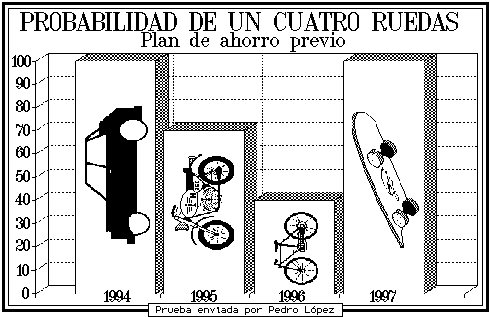 PROBABILIDAD DE UN CUATRO RUEDAS
Plan de ahorro previo
100
90
80
70
60
50
40
30
20
10
0
1994 1995 1996 1997
Prueba enviada por Pedro López